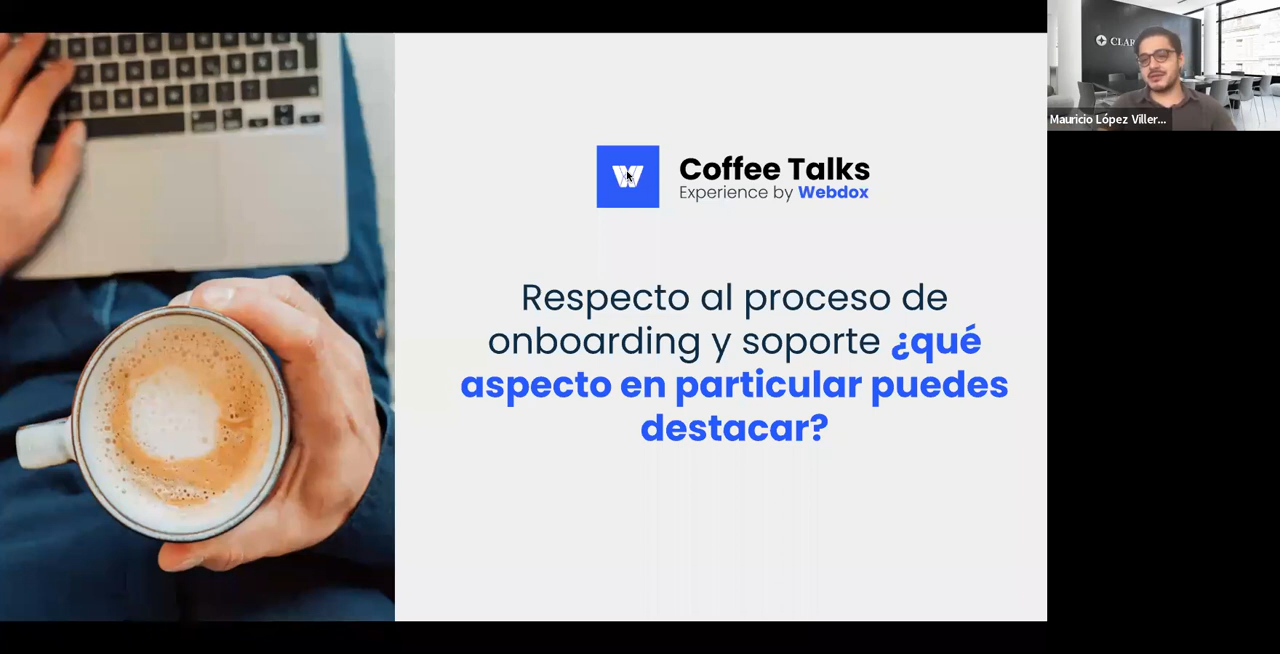 Coffee Talks
Experience by Webdox
Respecto al proceso de
onboarding y soporte ¿qué
aspecto en particular puedes
destacar?
CLAR
Mauricio López Viller...